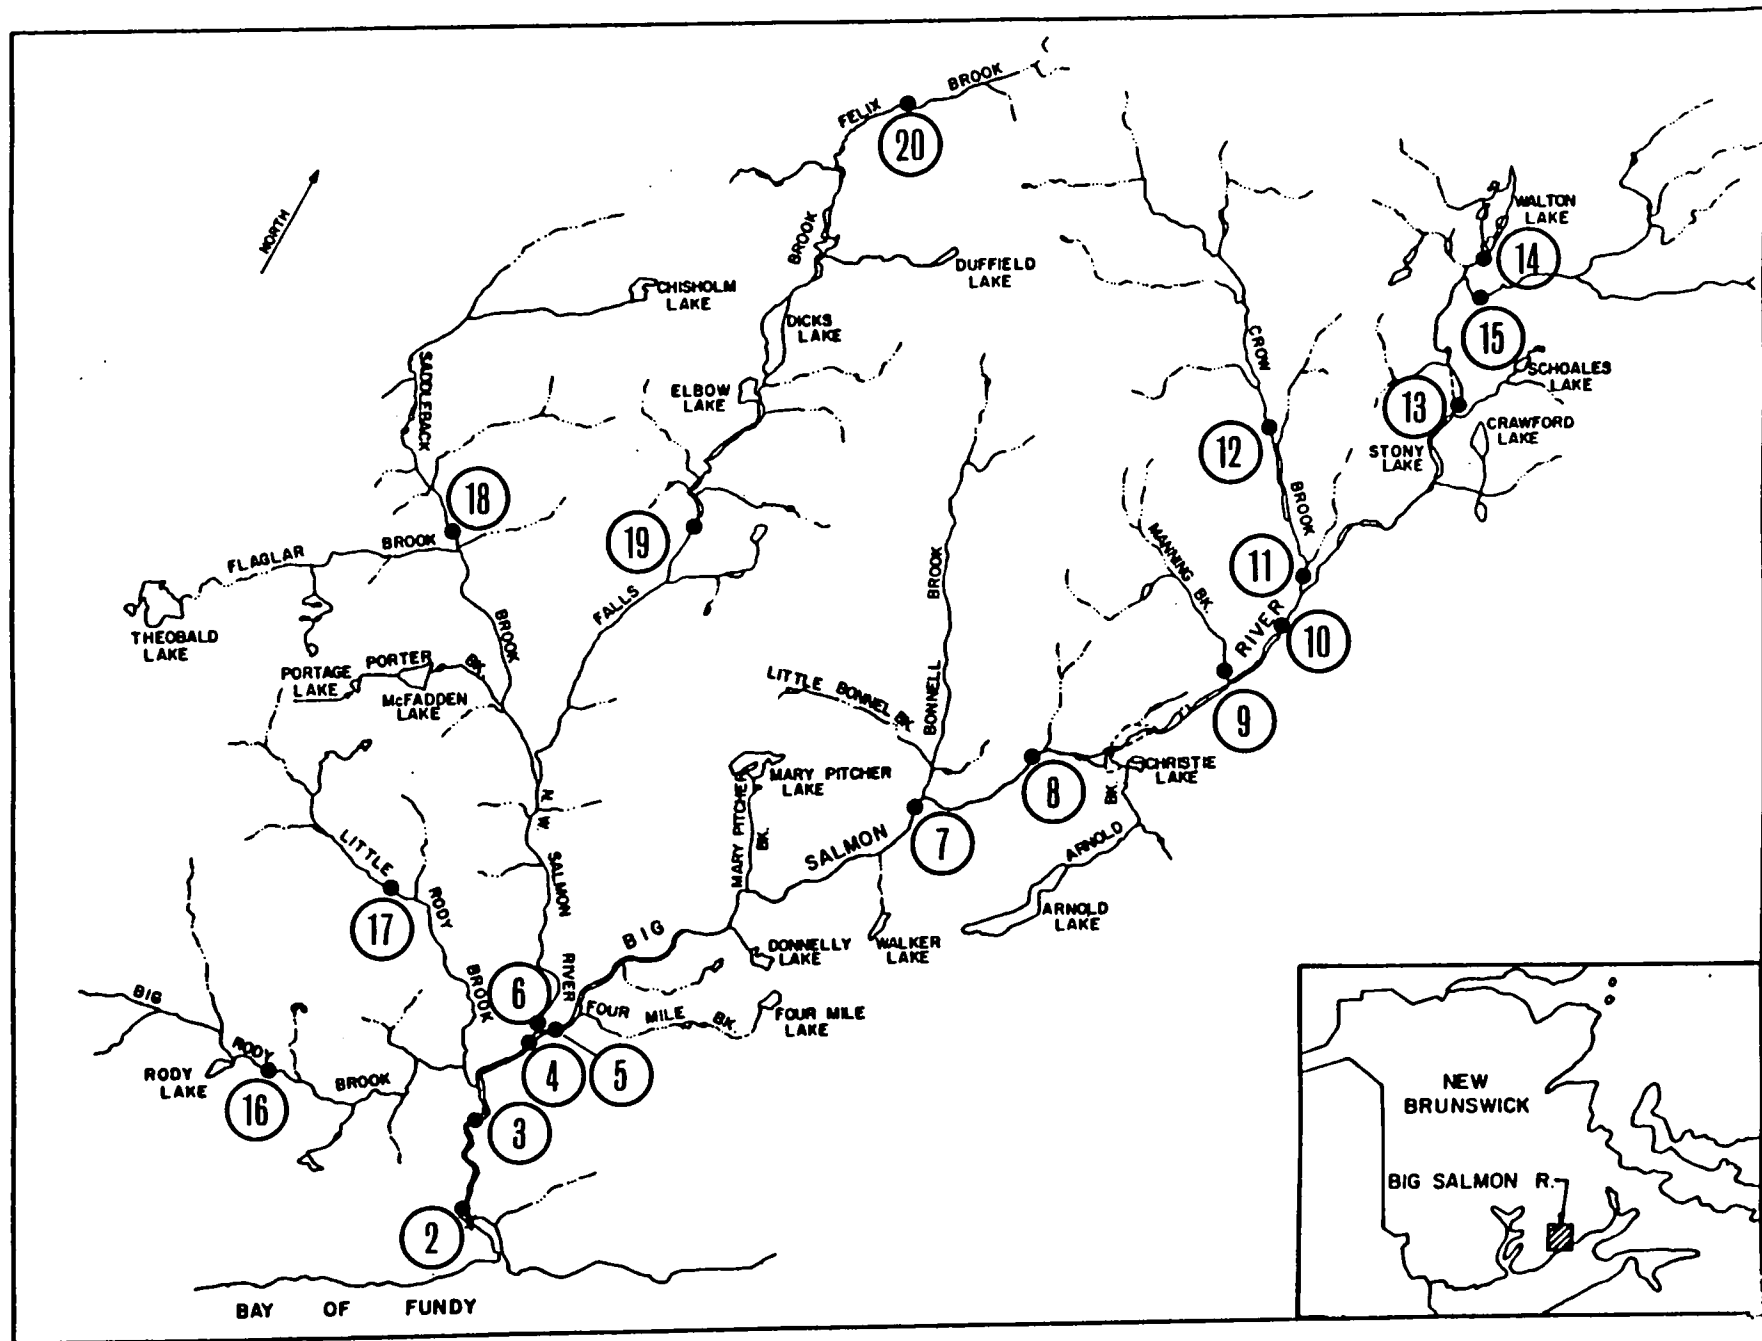 FELIX BROOK
20
NORTH
BROOK
DUFFIELD
LAKE
CHISHOLM
LAKE
DICKS
LAKE
ELBOW
LAKE
SADDLEBACK
BROOK
18
19
FLAGLAR BROOK
THEOBALD
LAKE
FALLS
PORTAGE
LAKE
PORTER BK.
McFADDEN
LAKE
WALTON
LAKE
14
15
SCHOALES
LAKE
13
CRAWFORD
LAKE
STONY
LAKE
CROW
BROOK
12
11
MANNING BK.
RIVER
10
9
BONNELL BROOK
LITTLE BONNEL BK
CHRISTIE
LAKE
8
7
ARNOLD BK.
ARNOLD
LAKE
MARY PITCHER
LAKE
MARY PITCHER BK.
SALMON
WALKER
LAKE
DONNELLY
LAKE
BIG
N. W. SALMON RIVER
LITTLE RODY BROOK
17
6
FOUR MILE BK
FOUR MILE
LAKE
4
5
BIG RODY BROOK
RODY
LAKE
16
3
2
BAY OF FUNDY
NEW
BRUNSWICK
BIG SALMON R.